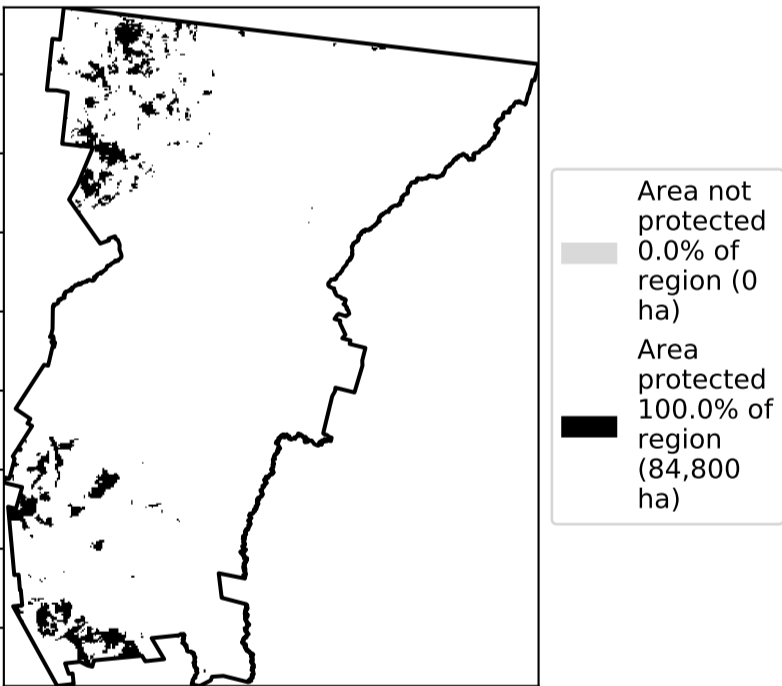 Area not
protected
0.0% of
region (0
ha)
Area
protected
100.0% of
region
(84,800
ha)